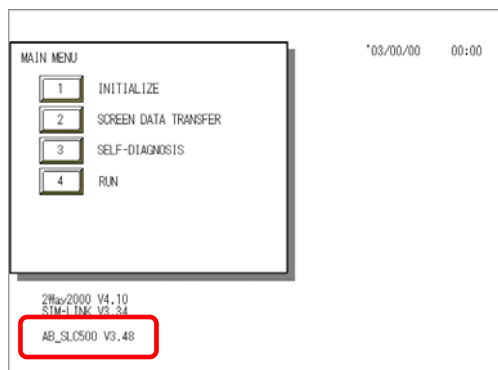 '03/00/00 00:00
MAIN MENU
1 INITIALIZE
2 SCREEN DATA TRANSFER
3 SELF-DIAGNOSIS
4 RUN
2Way2000 V4.10
SIM-LINK V3.34
AB_SLC500 V3.48